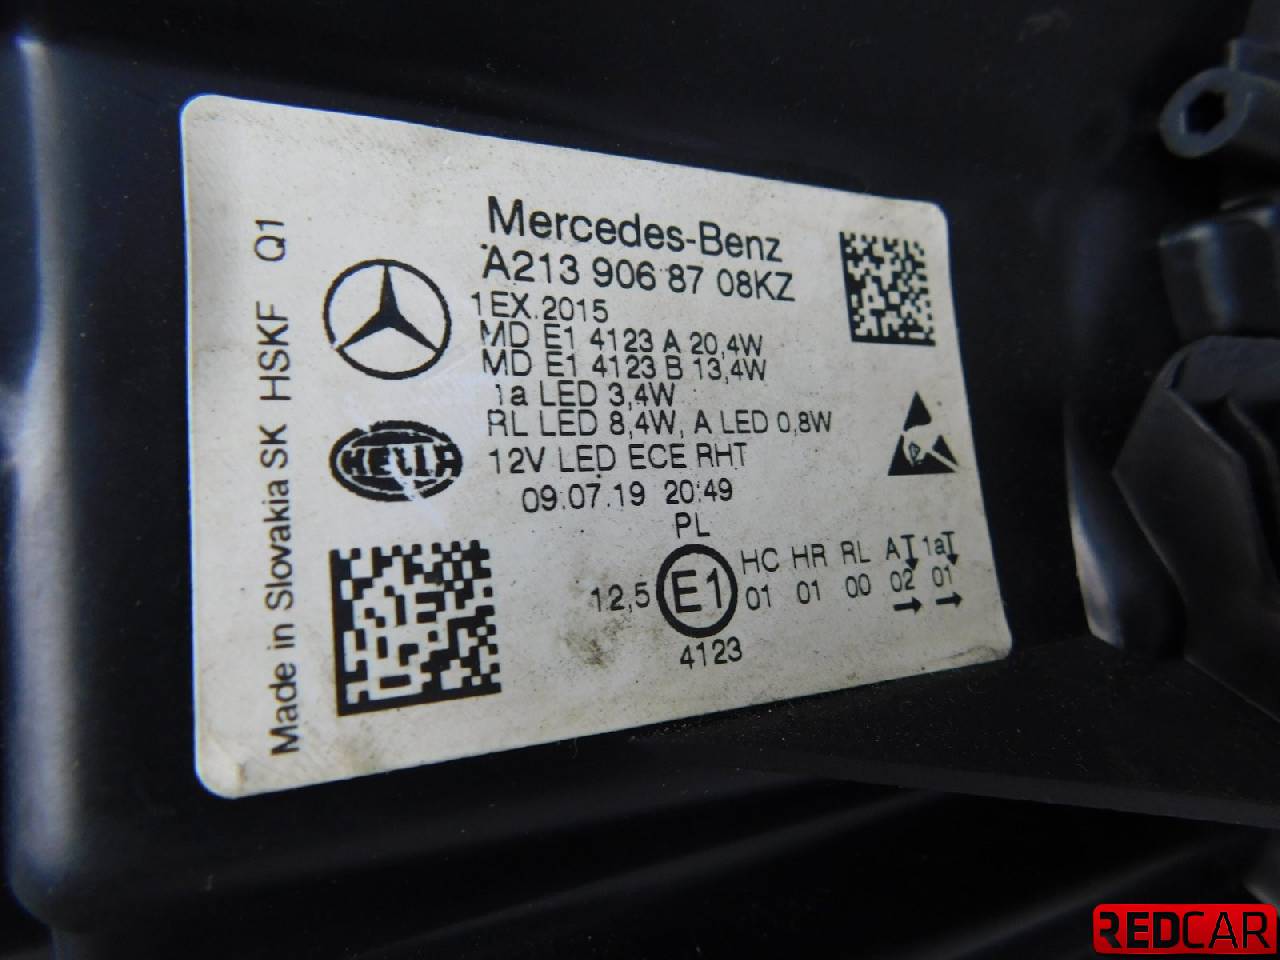 Mercedes-Benz
A213 906 87 08KZ
1EX.2015
MD E1 4123 A 20,4W
MD E1 4123 B 13,4W
1a LED 3,4W
RL LED 8,4W, A LED 0,8W
12V LED ECE RHT
09.07.19 20:49
PL
HC HR RL A 1a
12,5 E1 01 01 00 02 01
4123
HELLA
Made in Slovakia SK HSKF Q1
REDCAR